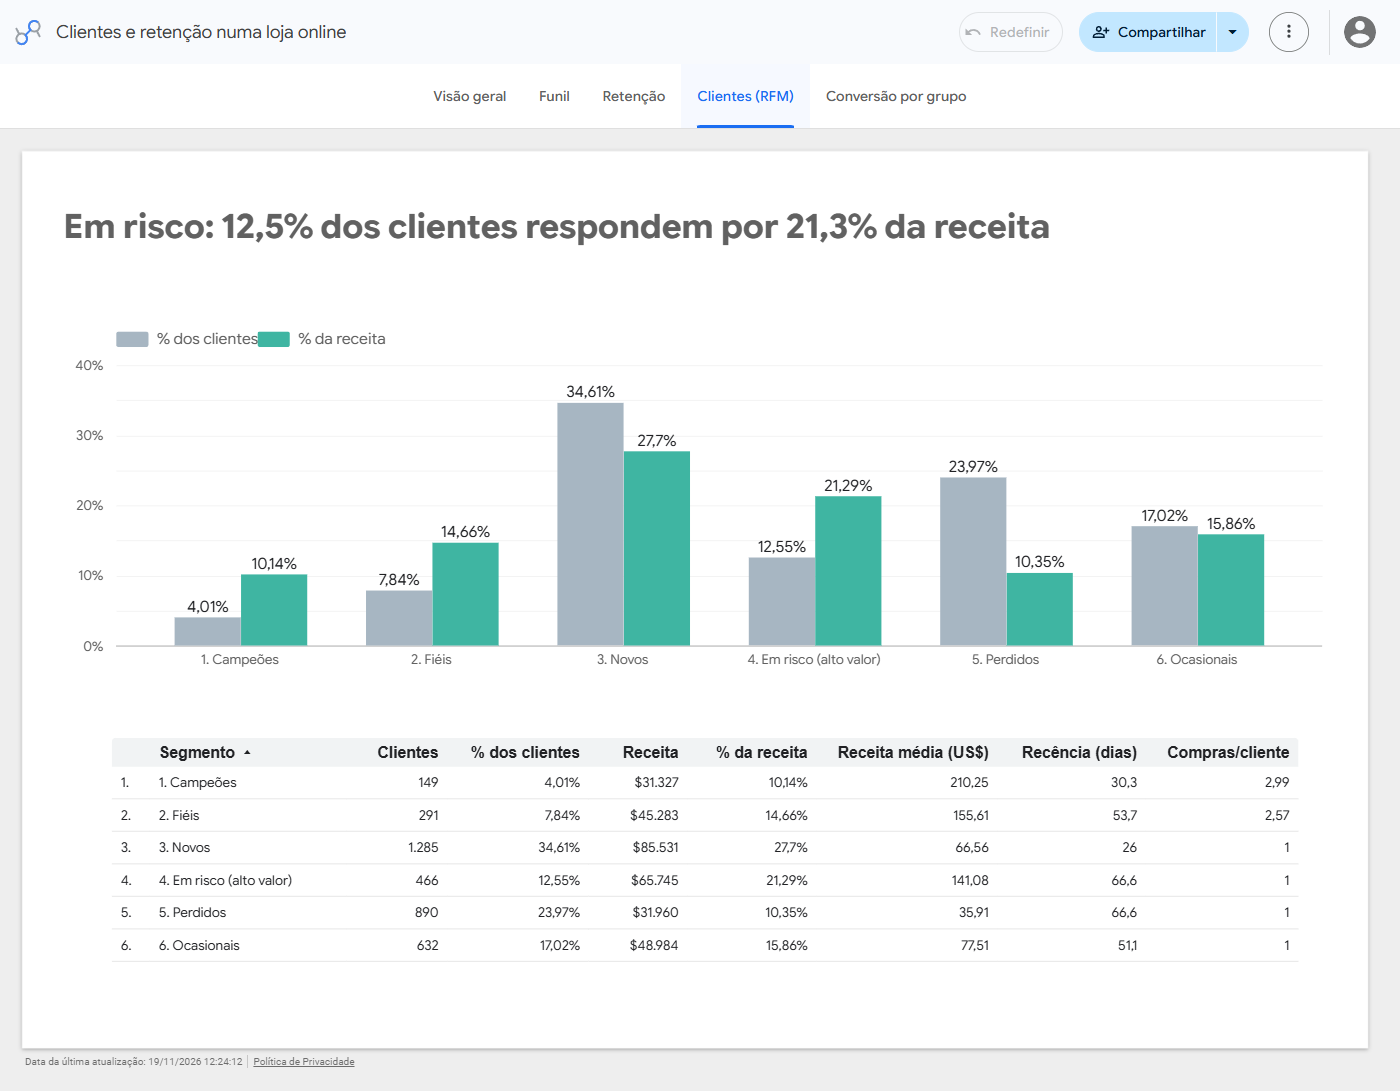 Clientes e retenção numa loja online
Redefinir
Compartilhar
Visão geral
Funil
Retenção
Clientes (RFM)
Conversão por grupo
Em risco: 12,5% dos clientes respondem por 21,3% da receita
% dos clientes % da receita
40%
30%
20%
10%
0%
4,01%
10,14%
7,84%
14,66%
34,61%
27,7%
12,55%
21,29%
23,97%
10,35%
17,02%
15,86%
1. Campeões
2. Fiéis
3. Novos
4. Em risco (alto valor)
5. Perdidos
6. Ocasionais
Segmento Clientes % dos clientes Receita % da receita Receita média (US$) Recência (dias) Compras/cliente
1. 1. Campeões 149 4,01% $31.327 10,14% 210,25 30,3 2,99
2. 2. Fiéis 291 7,84% $45.283 14,66% 155,61 53,7 2,57
3. 3. Novos 1.285 34,61% $85.531 27,7% 66,56 26 1
4. 4. Em risco (alto valor) 466 12,55% $65.745 21,29% 141,08 66,6 1
5. 5. Perdidos 890 23,97% $31.960 10,35% 35,91 66,6 1
6. 6. Ocasionais 632 17,02% $48.984 15,86% 77,51 51,1 1
Data da última atualização: 19/11/2026 12:24:12 Política de Privacidade